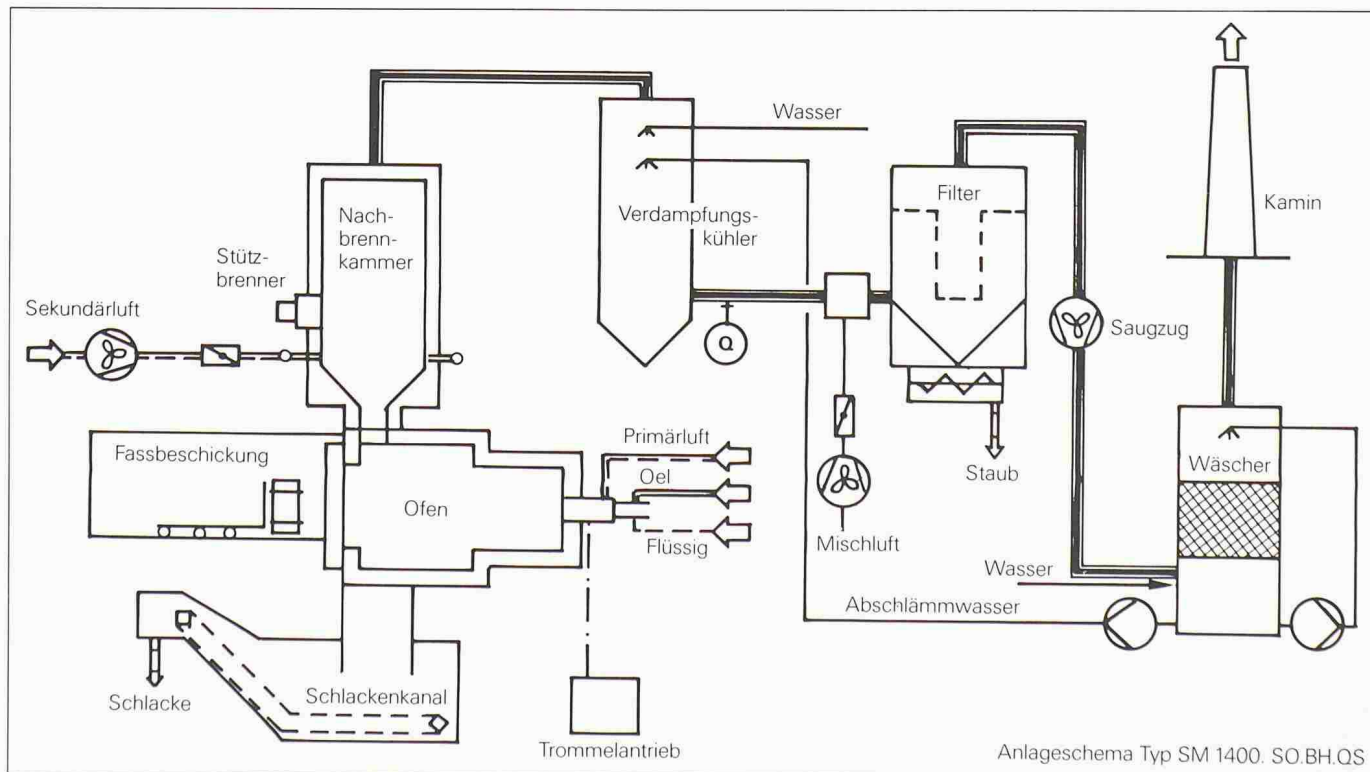 Wasser
Filter
Kamin
Nach-
brenn-
kammer
Verdampfungs-
kühler
Stütz-
brenner
Sekundärluft
Saugzug
Q
Fassbeschickung
Primärluft
Oel
Flüssig
Ofen
Staub
Mischluft
Wäscher
Wasser
Abschlämmwasser
Schlacke
Schlackenkanal
Trommelantrieb
Anlageschema Typ SM 1400. SO.BH.QS